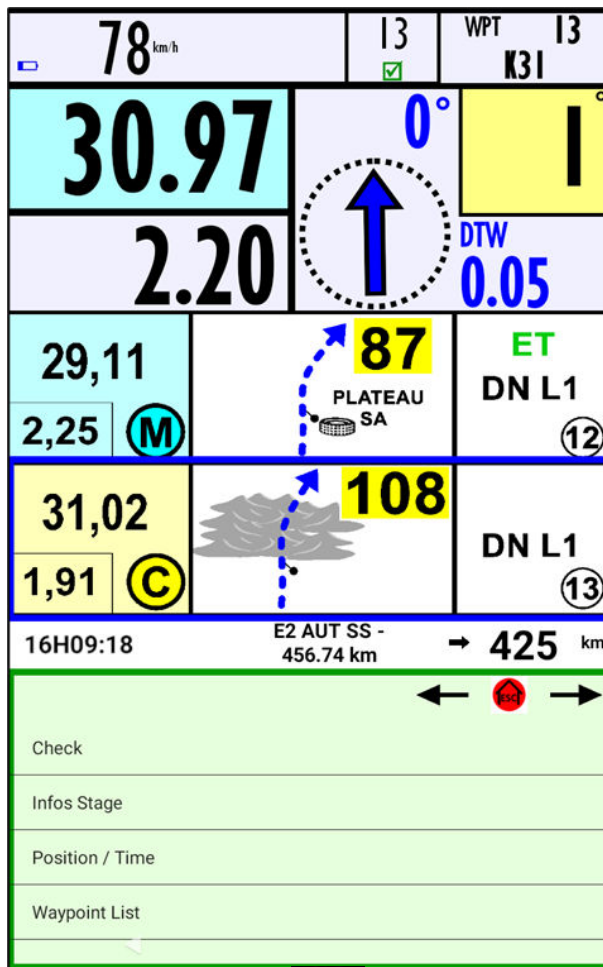 78 km/h
13
WPT 13
K31
30.97
0°
1°
2.20
DTW
0.05
29,11
2,25
M
87
PLATEAU
SA
ET
DN L1
12
31,02
1,91
C
108
DN L1
13
16H09:18
E2 AUT SS -
456.74 km
425 km
ESC
Check
Infos Stage
Position / Time
Waypoint List